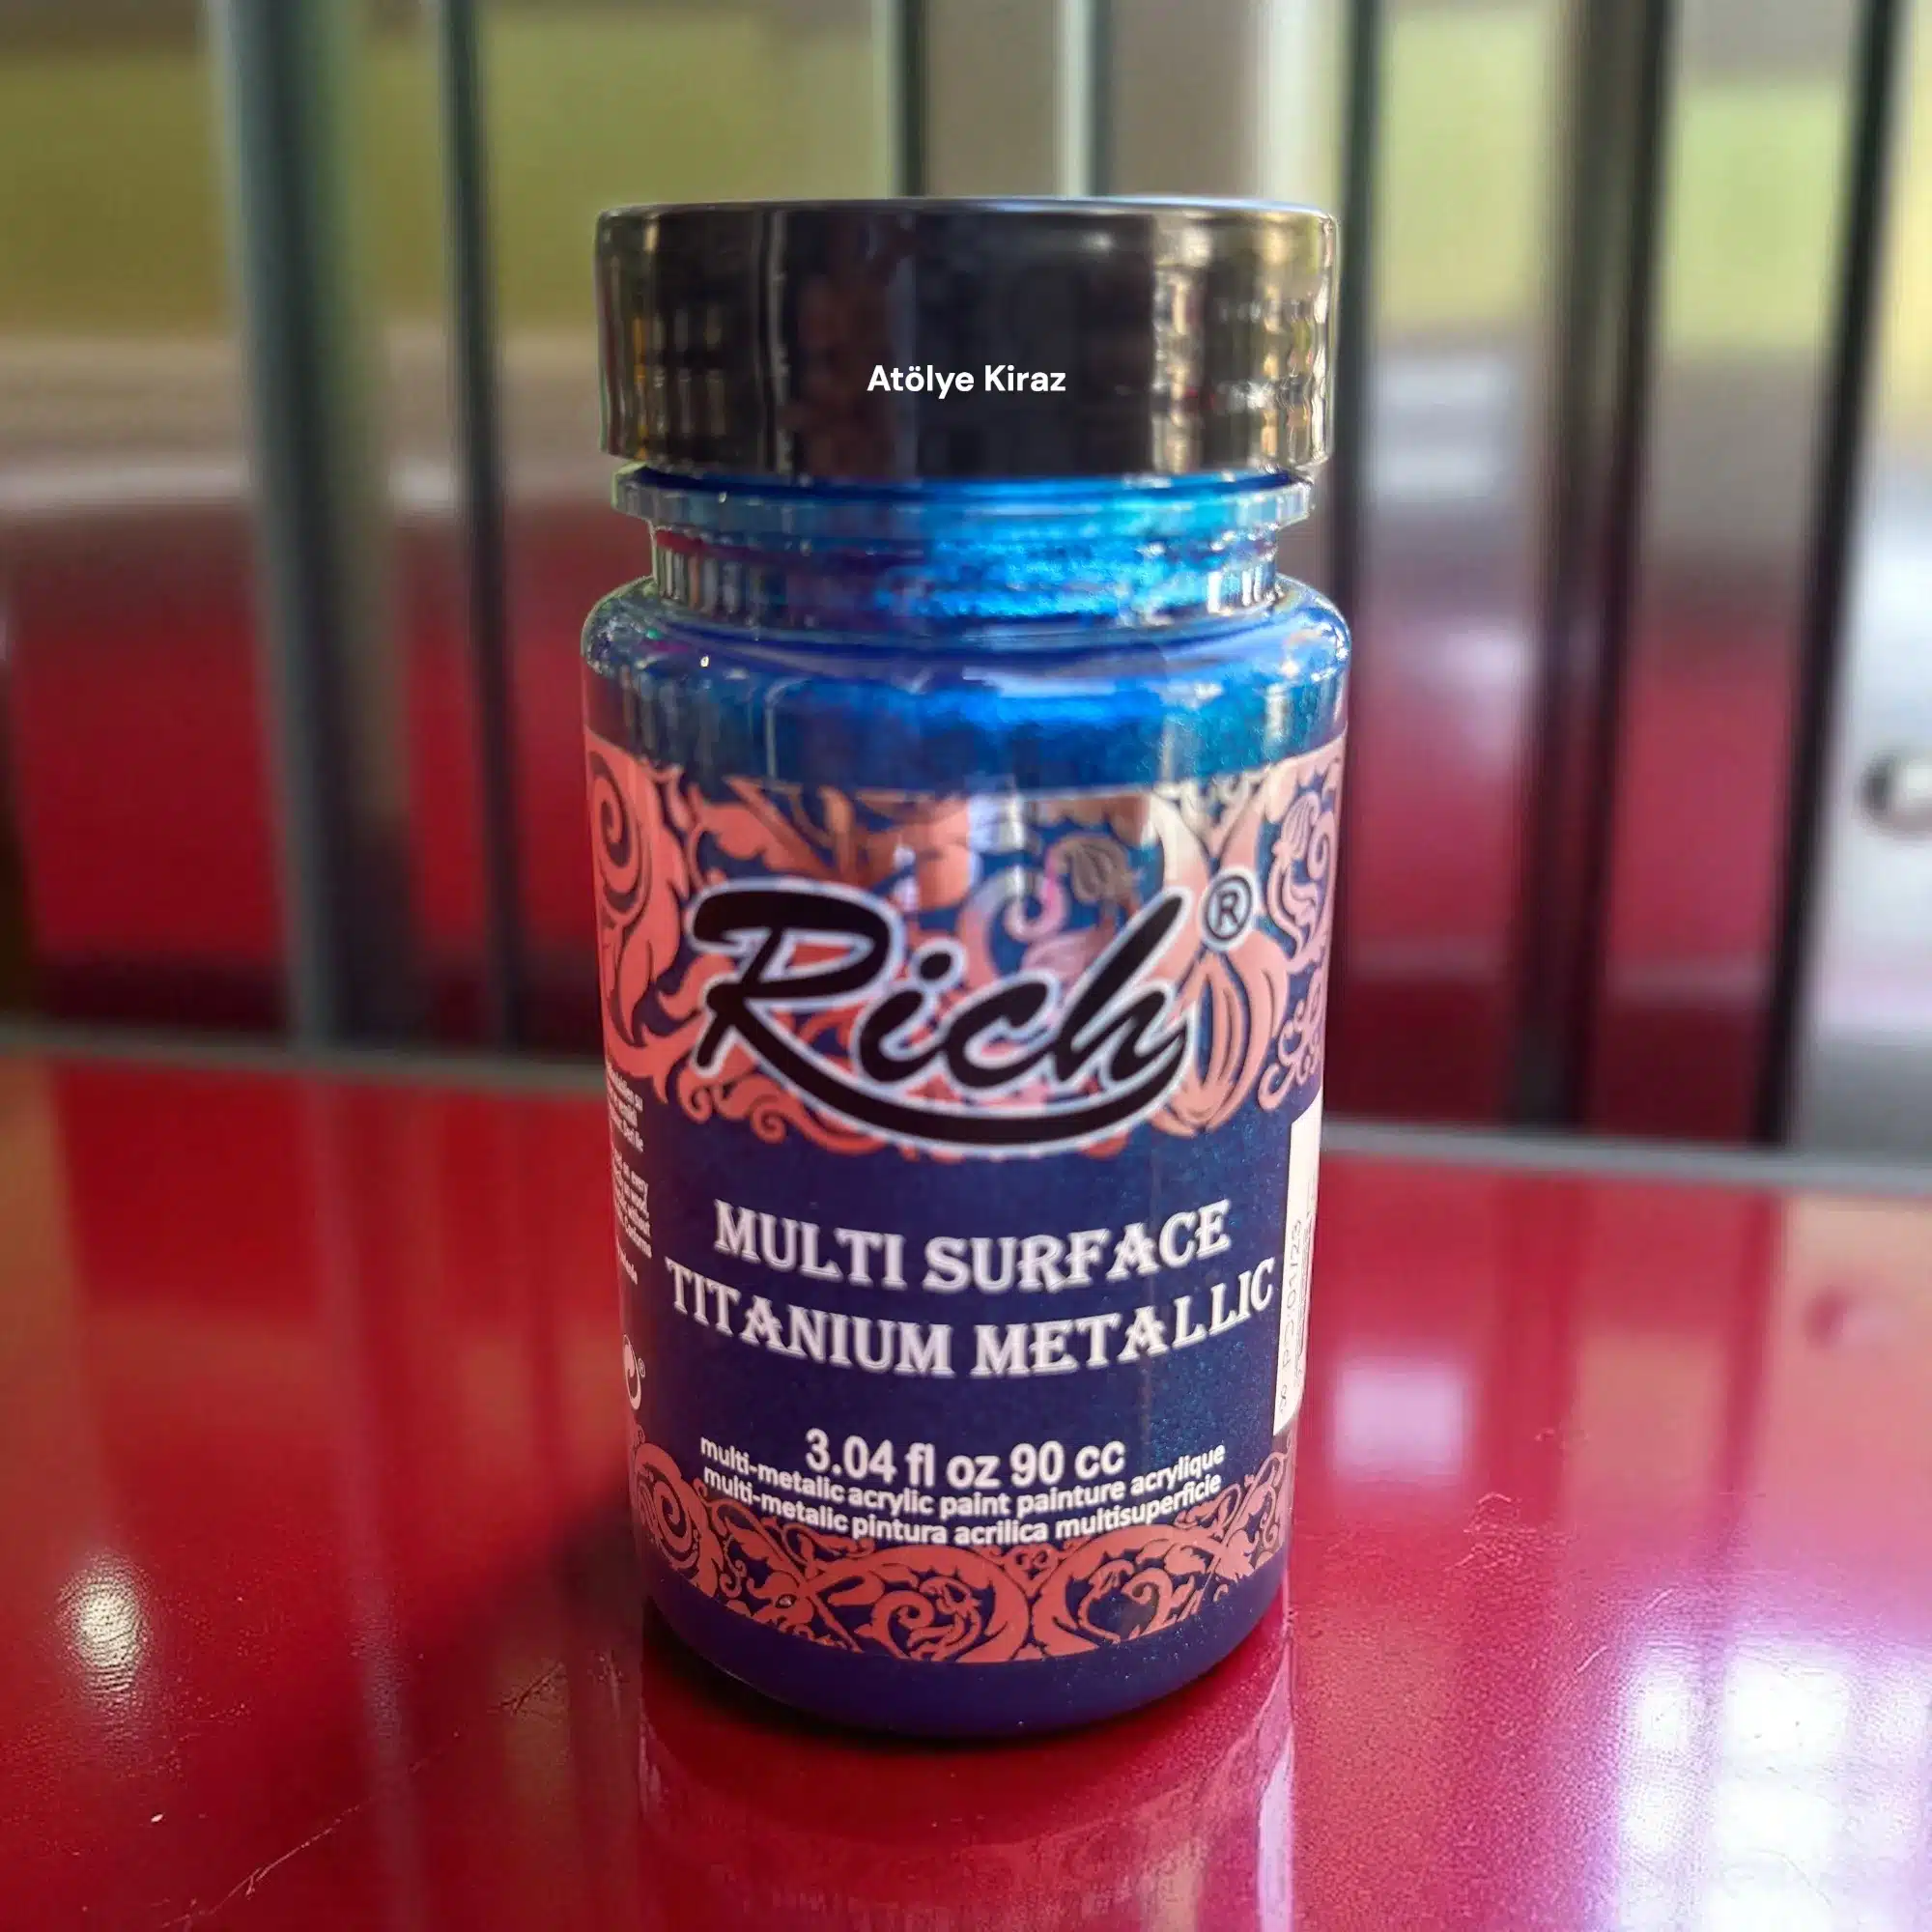 Atölye Kiraz
Rich®
MULTI SURFACE
TITANIUM METALLIC
3.04 fl oz 90 cc
multi-metalic acrylic paint painture acrylique
multi-metalic pintura acrilica multisuperficie